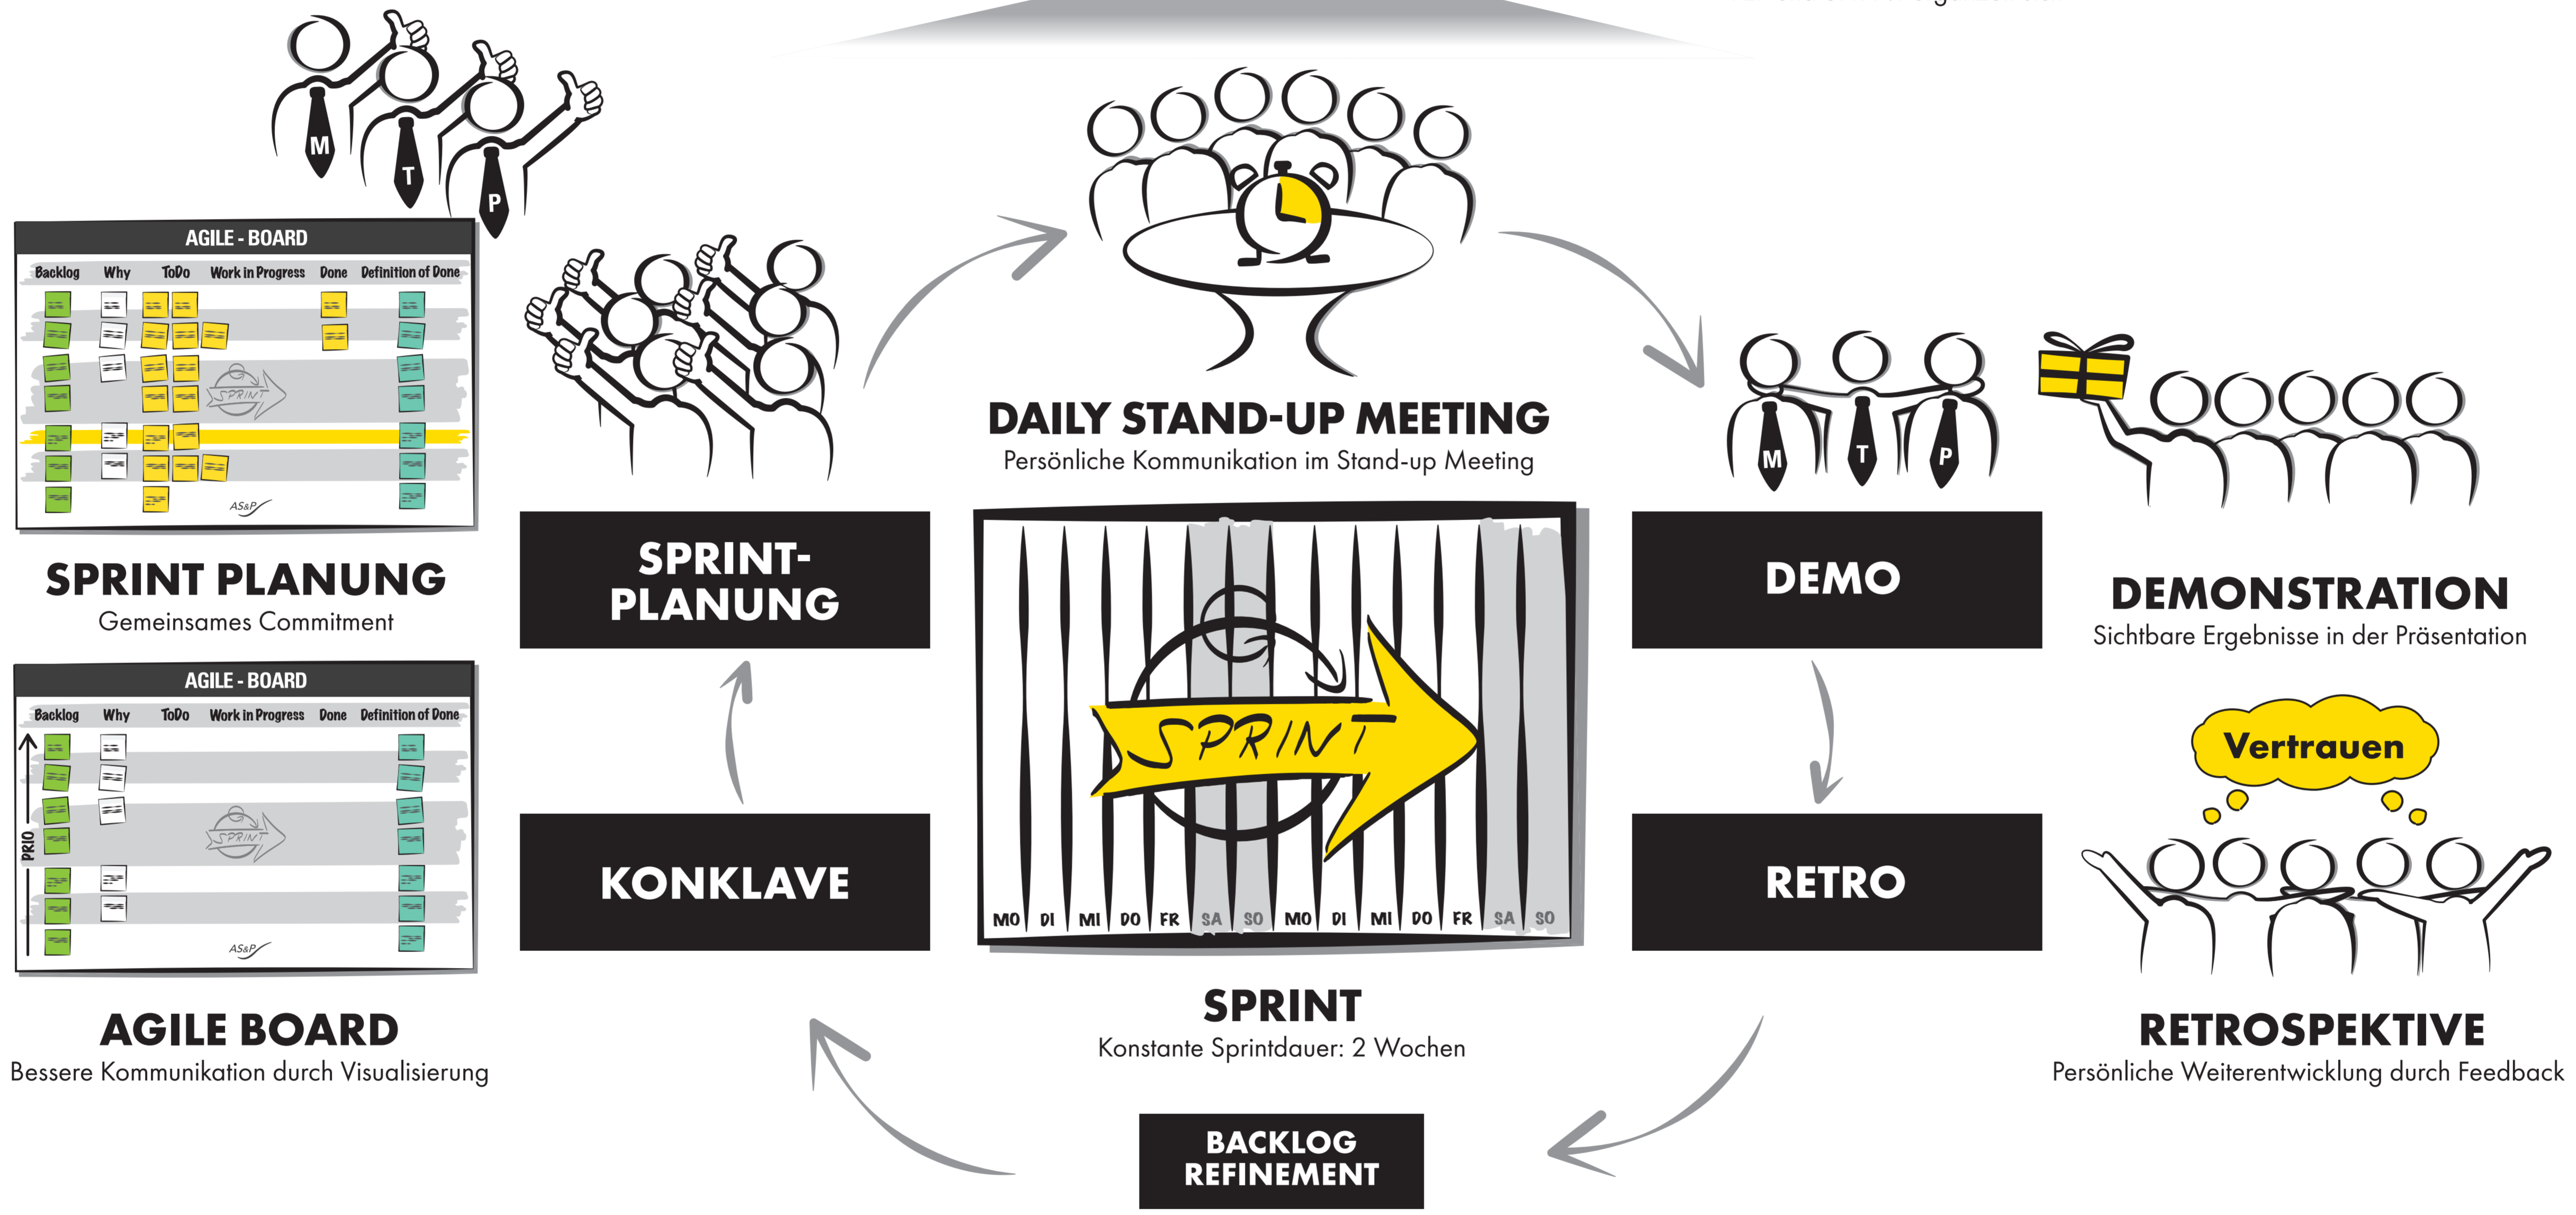 M
T
P
AGILE - BOARD
Backlog Why ToDo Work in Progress Done Definition of Done
SPRINT
AS&P
SPRINT PLANUNG
Gemeinsames Commitment
AGILE - BOARD
Backlog Why ToDo Work in Progress Done Definition of Done
PRIO
SPRINT
AS&P
AGILE BOARD
Bessere Kommunikation durch Visualisierung
SPRINT-
PLANUNG
KONKLAVE
DAILY STAND-UP MEETING
Persönliche Kommunikation im Stand-up Meeting
SPRINT
MO DI MI DO FR SA SO MO DI MI DO FR SA SO
SPRINT
Konstante Sprintdauer: 2 Wochen
BACKLOG
REFINEMENT
M T P
DEMO
DEMONSTRATION
Sichtbare Ergebnisse in der Präsentation
RETRO
Vertrauen
RETROSPEKTIVE
Persönliche Weiterentwicklung durch Feedback